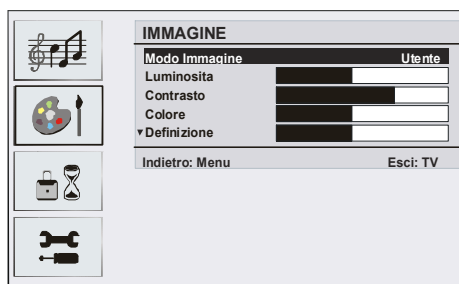 IMMAGINE
Modo Immagine Utente
Luminosita
Contrasto
Colore
▼Definizione
Indietro: Menu Esci: TV